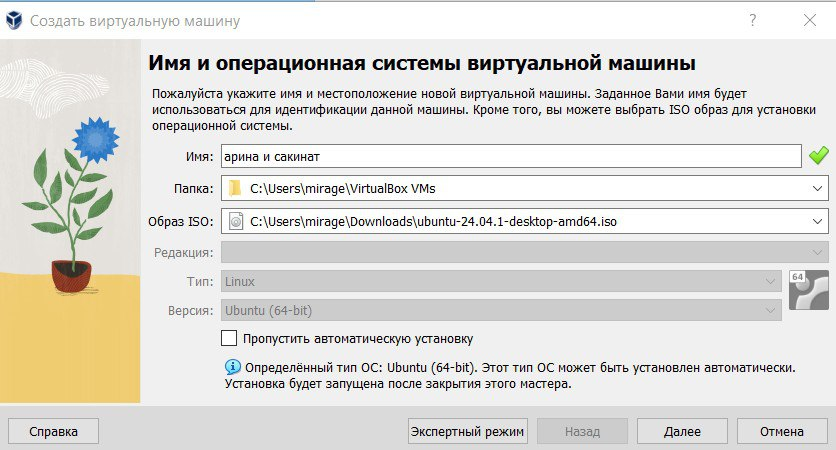 Создать виртуальную машину
Имя и операционная системы виртуальной машины
Пожалуйста укажите имя и местоположение новой виртуальной машины. Заданное Вами имя будет
использоваться для идентификации данной машины. Кроме того, вы можете выбрать ISO образ для установки
операционной системы.
Имя: арина и сакинат
Папка: C:\Users\mirage\VirtualBox VMs
Образ ISO: C:\Users\mirage\Downloads\ubuntu-24.04.1-desktop-amd64.iso
Редакция:
Тип: Linux
64
Версия: Ubuntu (64-bit)
Пропустить автоматическую установку
Определённый тип ОС: Ubuntu (64-bit). Этот тип ОС может быть установлен автоматически.
Установка будет запущена после закрытия этого мастера.
Справка Экспертный режим Назад Далее Отмена